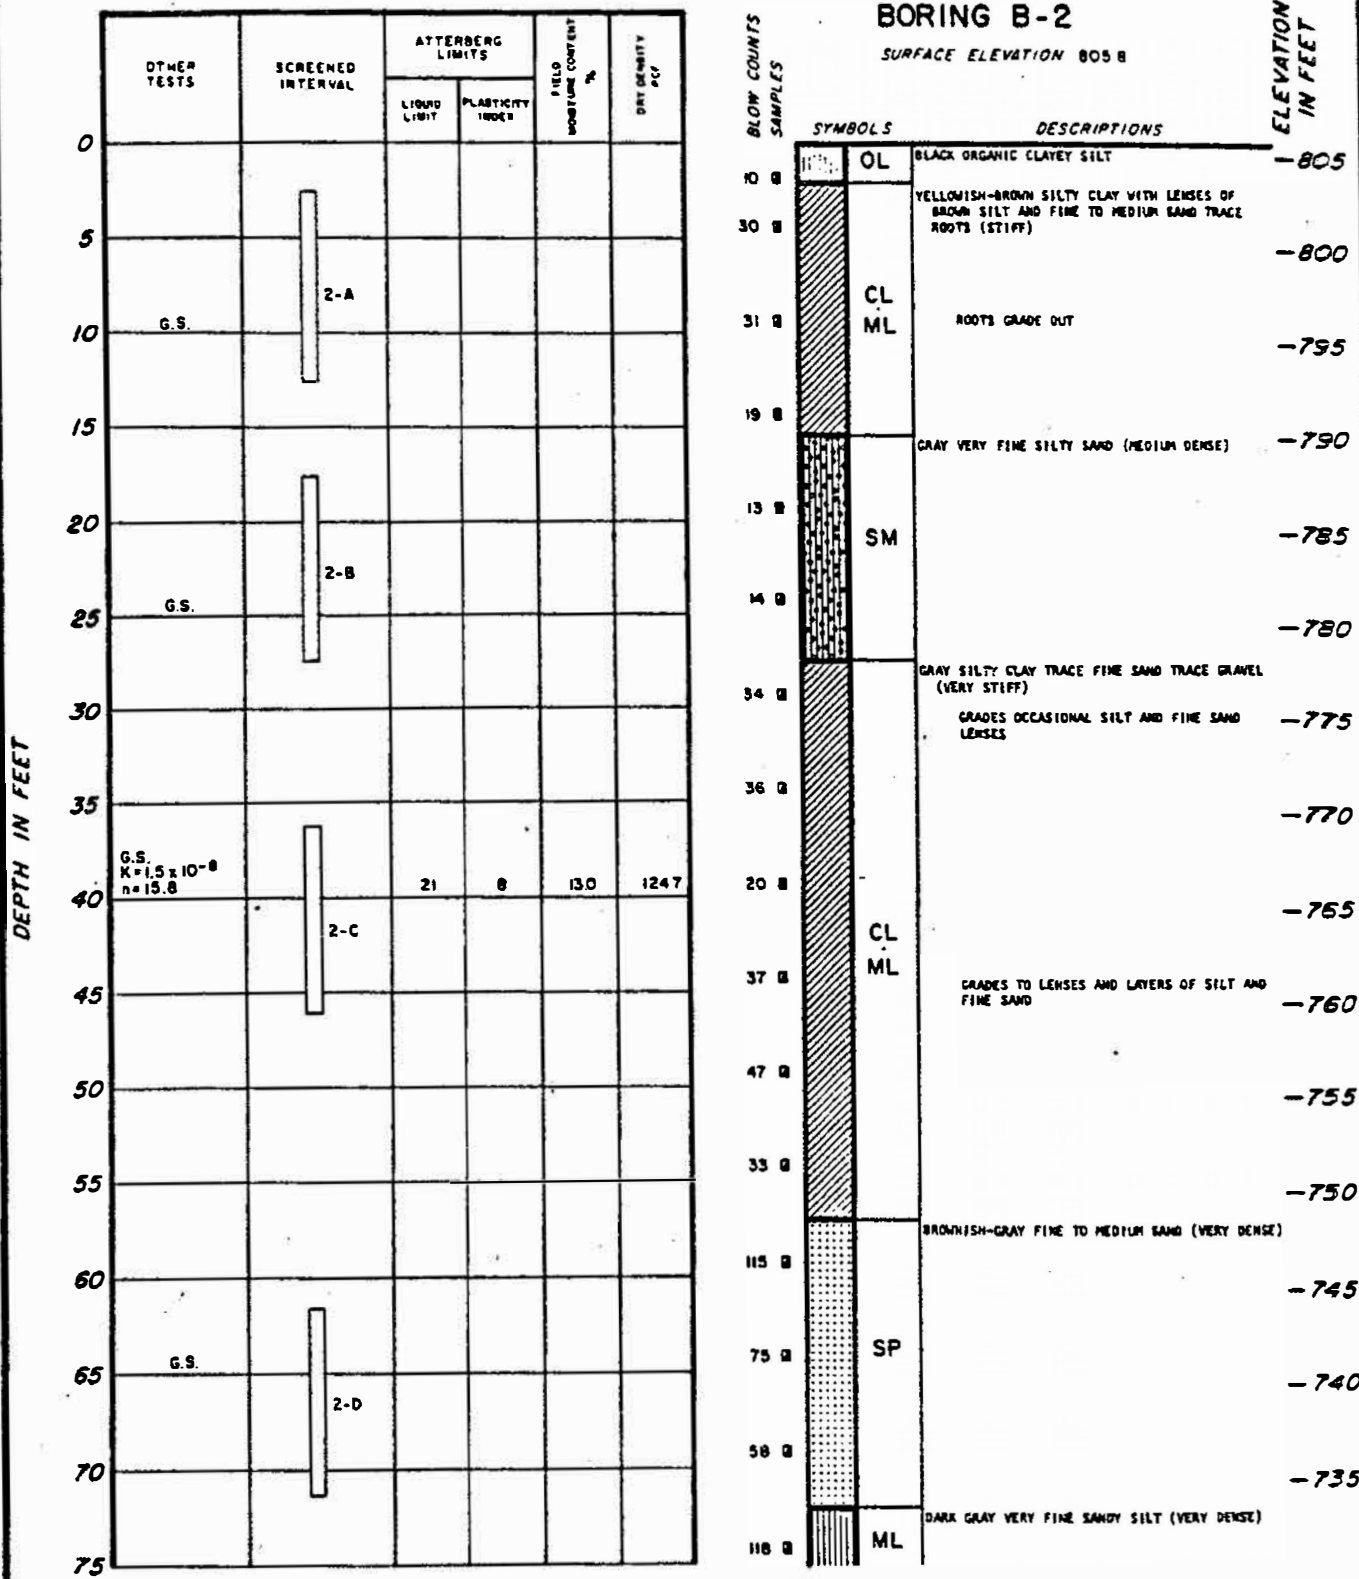 BORING B-2
SURFACE ELEVATION 805.8
OTHER TESTS
SCREENED INTERVAL
ATTERBERG LIMITS
LIQUID LIMIT
PLASTICITY INDEX
FIELD MOISTURE CONTENT %
DRY DENSITY PCF
BLOW COUNTS
SAMPLES
SYMBOLS
DESCRIPTIONS
ELEVATION IN FEET
DEPTH IN FEET
0
5
10
15
20
25
30
35
40
45
50
55
60
65
70
75
G.S.
G.S.
G.S.
K=1.5 x 10-8
n=15.8
G.S.
2-A
2-B
2-C
2-D
21
8
13.0
124.7
10
30
31
19
13
14
34
36
20
37
47
33
115
75
58
118
OL
CL
ML
SM
CL
ML
SP
ML
BLACK ORGANIC CLAYEY SILT
YELLOWISH-BROWN SILTY CLAY WITH LENSES OF
BROWN SILT AND FINE TO MEDIUM SAND TRACE
ROOTS (STIFF)
ROOTS GRADE OUT
GRAY VERY FINE SILTY SAND (MEDIUM DENSE)
GRAY SILTY CLAY TRACE FINE SAND TRACE GRAVEL
(VERY STIFF)
GRADES OCCASIONAL SILT AND FINE SAND
LENSES
GRADES TO LENSES AND LAYERS OF SILT AND
FINE SAND
BROWNISH-GRAY FINE TO MEDIUM SAND (VERY DENSE)
DARK GRAY VERY FINE SANDY SILT (VERY DENSE)
-805
-800
-795
-790
-785
-780
-775
-770
-765
-760
-755
-750
-745
-740
-735